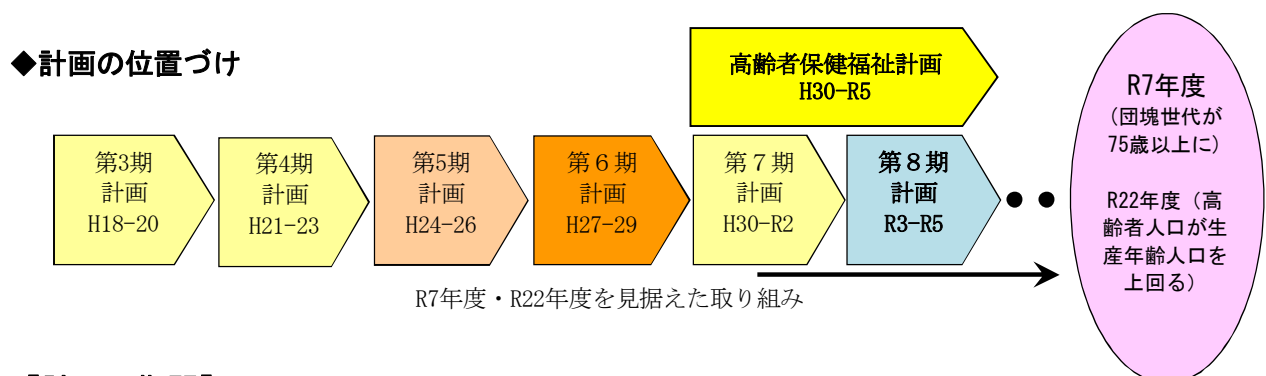 ◆計画の位置づけ
高齢者保健福祉計画
H30-R5
第3期
計画
H18-20
第4期
計画
H21-23
第5期
計画
H24-26
第６期
計画
H27-29
第７期
計画
H30-R2
第８期
計画
R3-R5
●●
R7年度
（団塊世代が
75歳以上に）
R22年度（高
齢者人口が生
産年齢人口を
上回る）
R7年度・R22年度を見据えた取り組み